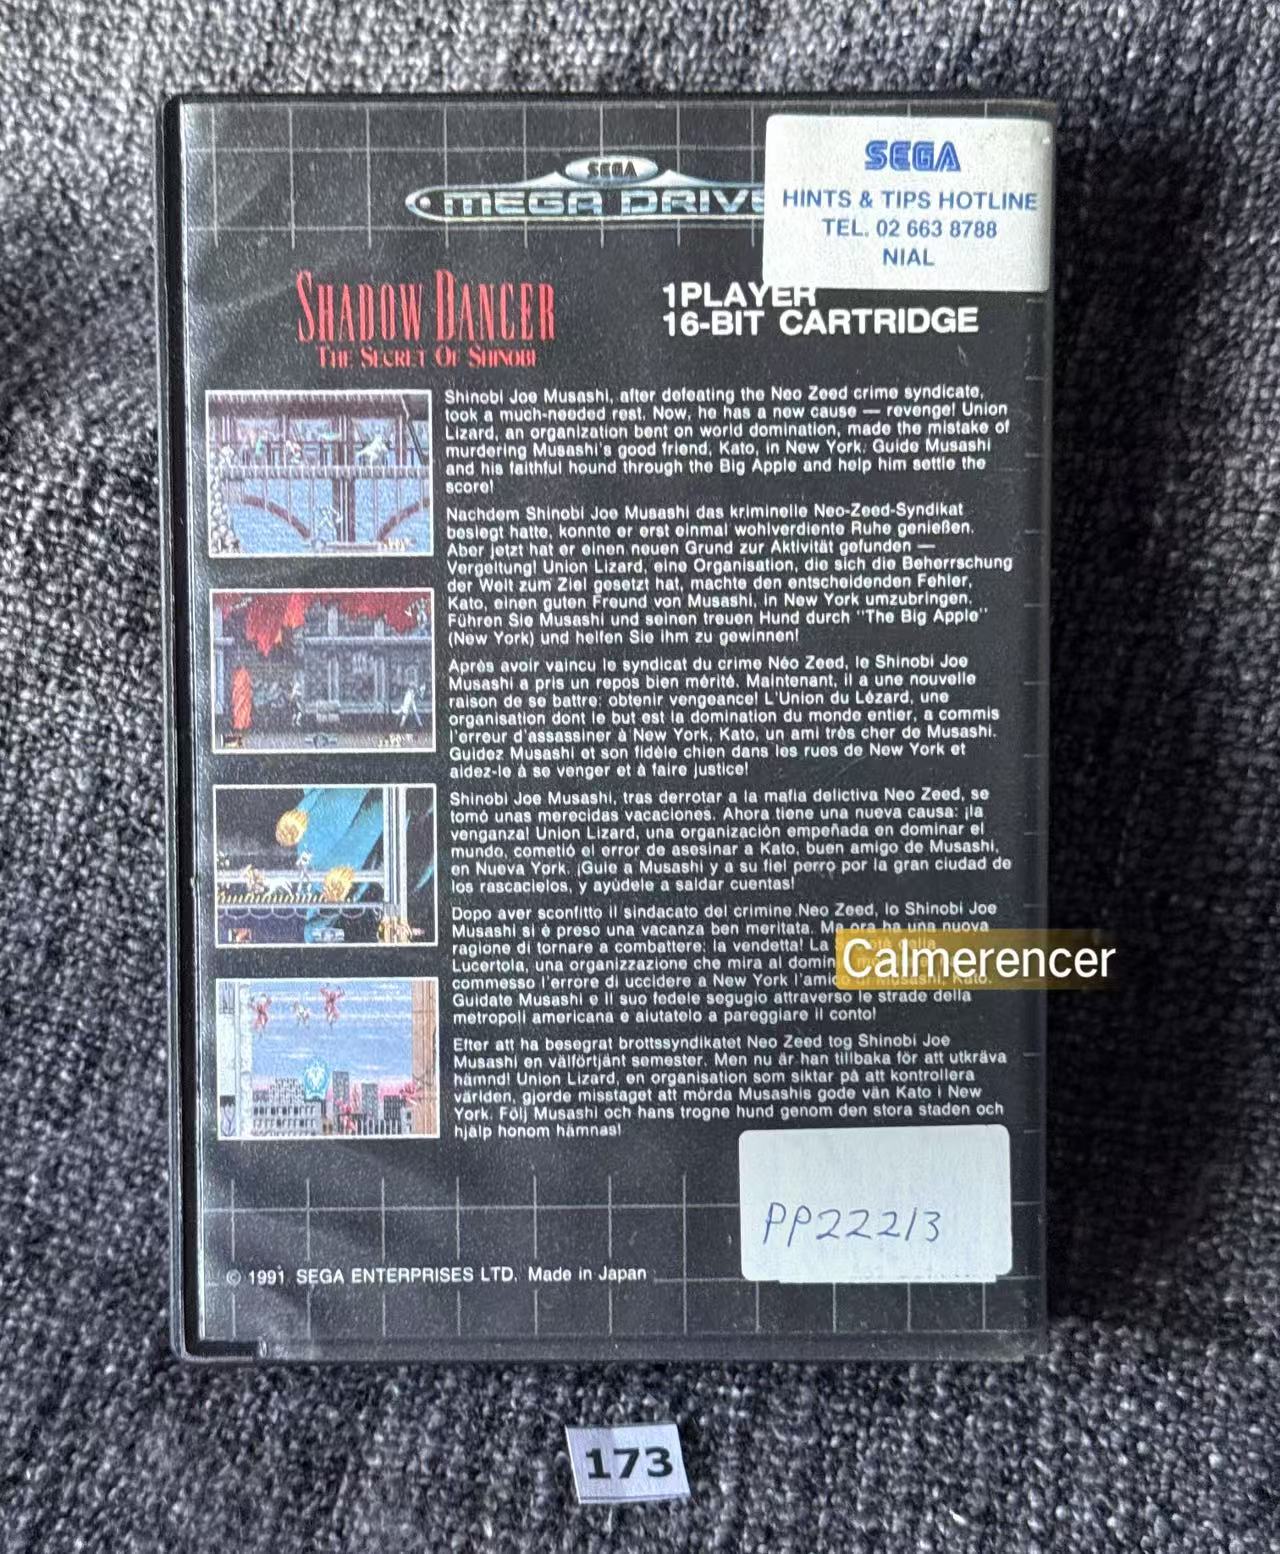 SEGA
MEGA DRIVE
SEGA
HINTS & TIPS HOTLINE
TEL. 02 663 8788
NIAL
SHADOW DANCER
THE SECRET OF SHINOBI
1PLAYER
16-BIT CARTRIDGE
Shinobi Joe Musashi, after defeating the Neo Zeed crime syndicate,
took a much-needed rest. Now, he has a new cause — revenge! Union
Lizard, an organization bent on world domination, made the mistake of
murdering Musashi's good friend, Kato, in New York. Guide Musashi
and his faithful hound through the Big Apple and help him settle the
score!
Nachdem Shinobi Joe Musashi das kriminelle Neo-Zeed-Syndikat
besiegt hatte, konnte er erst einmal wohlverdiente Ruhe genießen.
Aber jetzt hat er einen neuen Grund zur Aktivität gefunden —
Vergeltung! Union Lizard, eine Organisation, die sich die Beherrschung
der Welt zum Ziel gesetzt hat, machte den entscheidenden Fehler,
Kato, einen guten Freund von Musashi, in New York umzubringen.
Führen Sie Musashi und seinen treuen Hund durch "The Big Apple"
(New York) und helfen Sie ihm zu gewinnen!
Après avoir vaincu le syndicat du crime Néo Zeed, le Shinobi Joe
Musashi a pris un repos bien mérité. Maintenant, il a une nouvelle
raison de se battre: obtenir vengeance! L'Union du Lézard, une
organisation dont le but est la domination du monde entier, a commis
l'erreur d'assassiner à New York, Kato, un ami très cher de Musashi.
Guidez Musashi et son fidèle chien dans les rues de New York et
aidez-le à se venger et à faire justice!
Shinobi Joe Musashi, tras derrotar a la mafia delictiva Neo Zeed, se
tomó unas merecidas vacaciones. Ahora tiene una nueva causa: ¡la
venganza! Union Lizard, una organización empeñada en dominar el
mundo, cometió el error de asesinar a Kato, buen amigo de Musashi,
en Nueva York. ¡Guie a Musashi y a su fiel perro por la gran ciudad de
los rascacielos, y ayúdele a saldar cuentas!
Dopo aver sconfitto il sindacato del crimine Neo Zeed, lo Shinobi Joe
Musashi si è preso una vacanza ben meritata. Ma ora ha una nuova
ragione di tornare a combattere: la vendetta! La
Lucertola, una organizzazione che mira al domin
commesso l'errore di uccidere a New York l'amico di Musashi, Kato.
Guidate Musashi e il suo fedele segugio attraverso le strade della
metropoli americana e aiutatelo a pareggiare il conto!
Calmerencer
Efter att ha besegrat brottssyndikatet Neo Zeed tog Shinobi Joe
Musashi en välförtjänt semester. Men nu är han tillbaka för att utkräva
hämnd! Union Lizard, en organisation som siktar på att kontrollera
världen, gjorde misstaget att mörda Musashis gode vän Kato i New
York. Följ Musashi och hans trogne hund genom den stora staden och
hjälp honom hämnas!
PP222/3
© 1991 SEGA ENTERPRISES LTD. Made in Japan
173